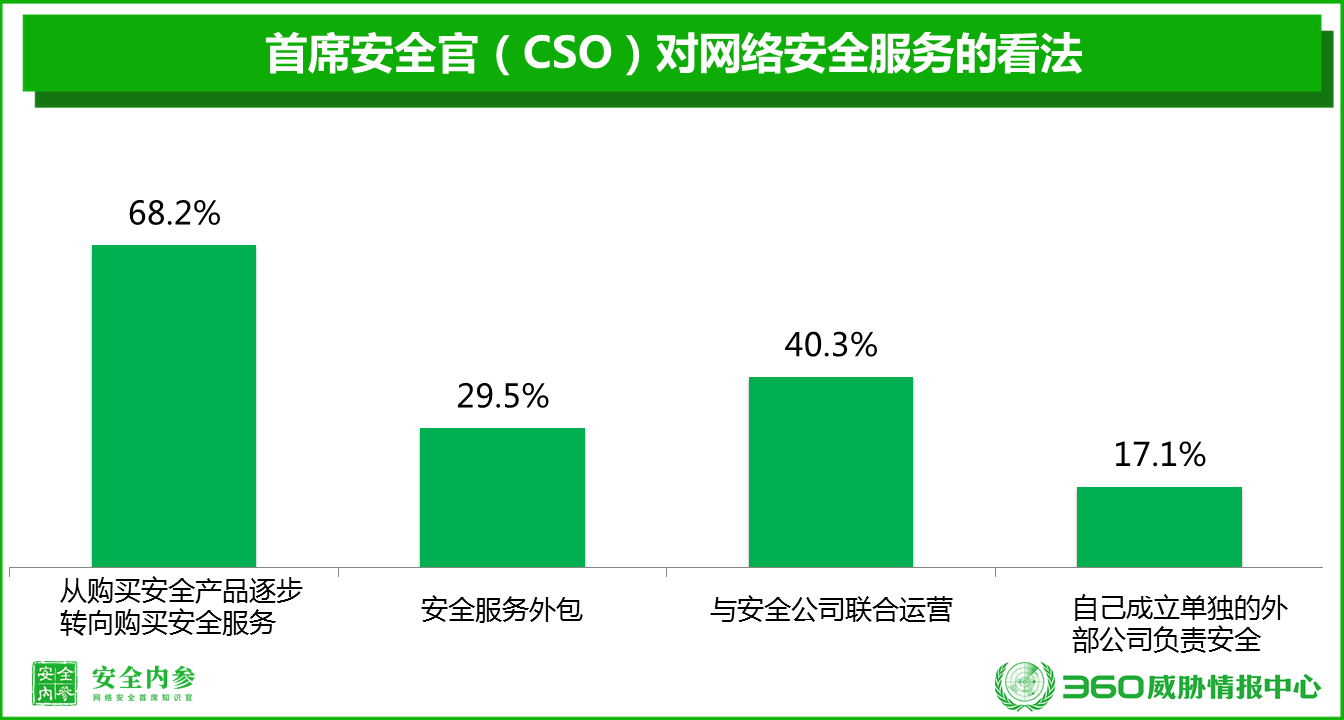 首席安全官（CSO）对网络安全服务的看法
68.2%
29.5%
40.3%
17.1%
从购买安全产品逐步
转向购买安全服务
安全服务外包
与安全公司联合运营
自己成立单独的外
部公司负责安全
安全
内参
安全内参
网络安全首席知识官
360威胁情报中心